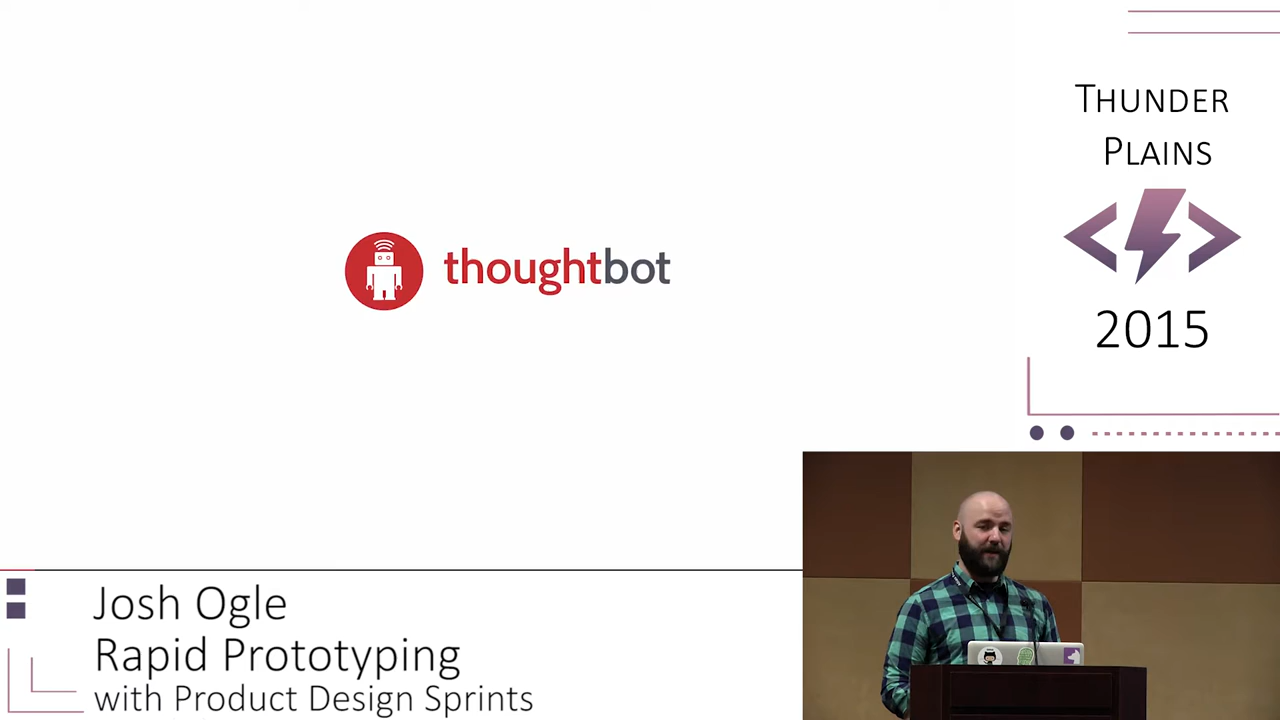 thoughtbot
THUNDER
PLAINS
2015
Josh Ogle
Rapid Prototyping
with Product Design Sprints